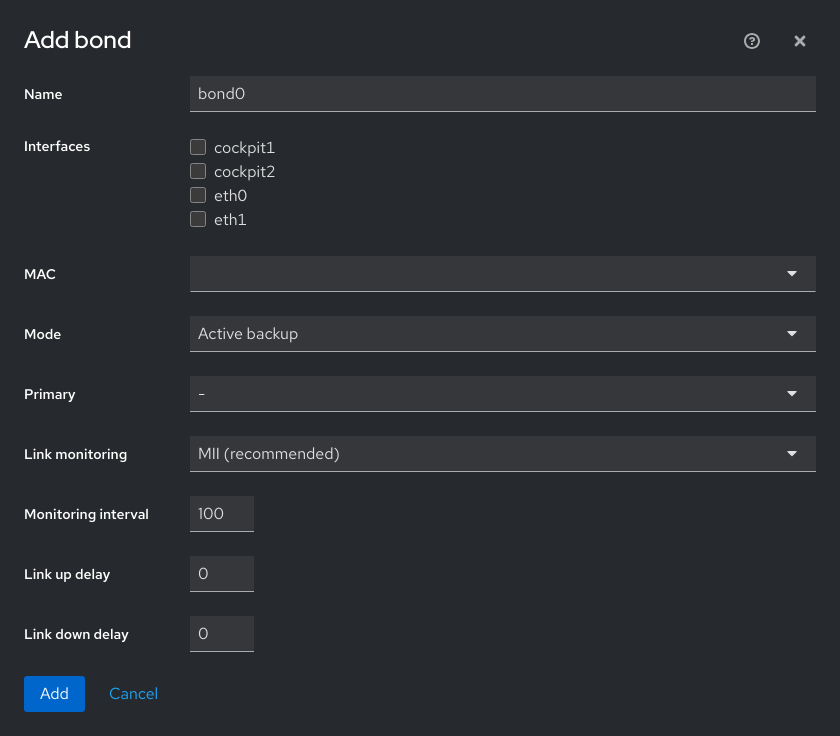 Add bond
Name bond0
Interfaces cockpit1
cockpit2
eth0
eth1
MAC
Mode Active backup
Primary -
Link monitoring MII (recommended)
Monitoring interval 100
Link up delay 0
Link down delay 0
Add Cancel